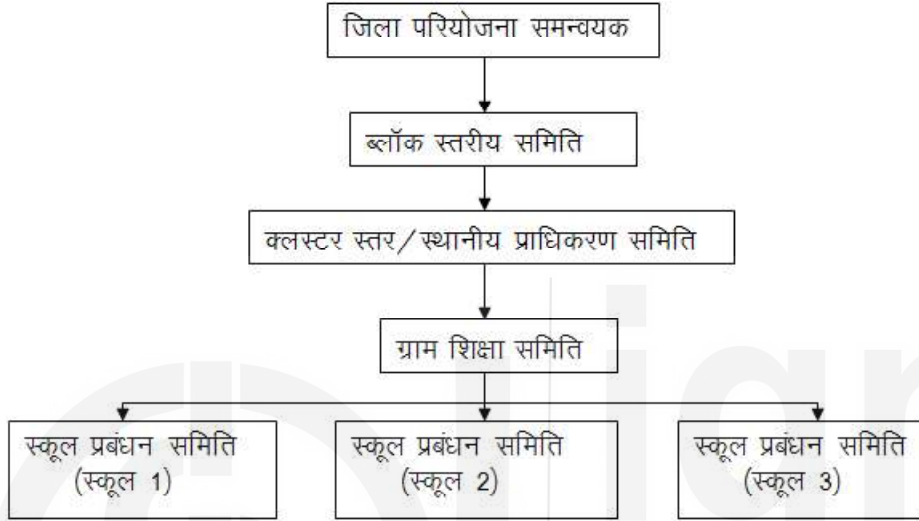 जिला परियोजना समन्वयक
ब्लॉक स्तरीय समिति
क्लस्टर स्तर/स्थानीय प्राधिकरण समिति
ग्राम शिक्षा समिति
स्कूल प्रबंधन समिति
(स्कूल 1)
स्कूल प्रबंधन समिति
(स्कूल 2)
स्कूल प्रबंधन समिति
(स्कूल 3)